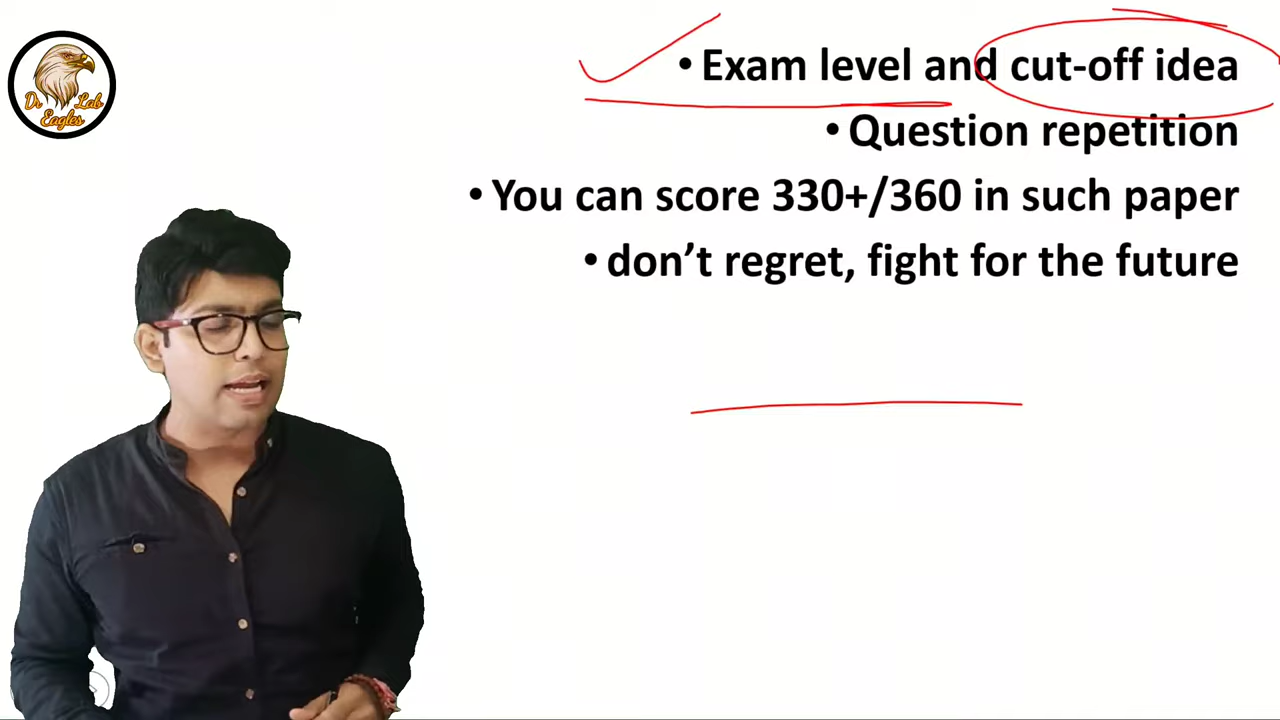 Dr Lab
Eagles
• Exam level and cut-off idea
• Question repetition
• You can score 330+/360 in such paper
• don’t regret, fight for the future